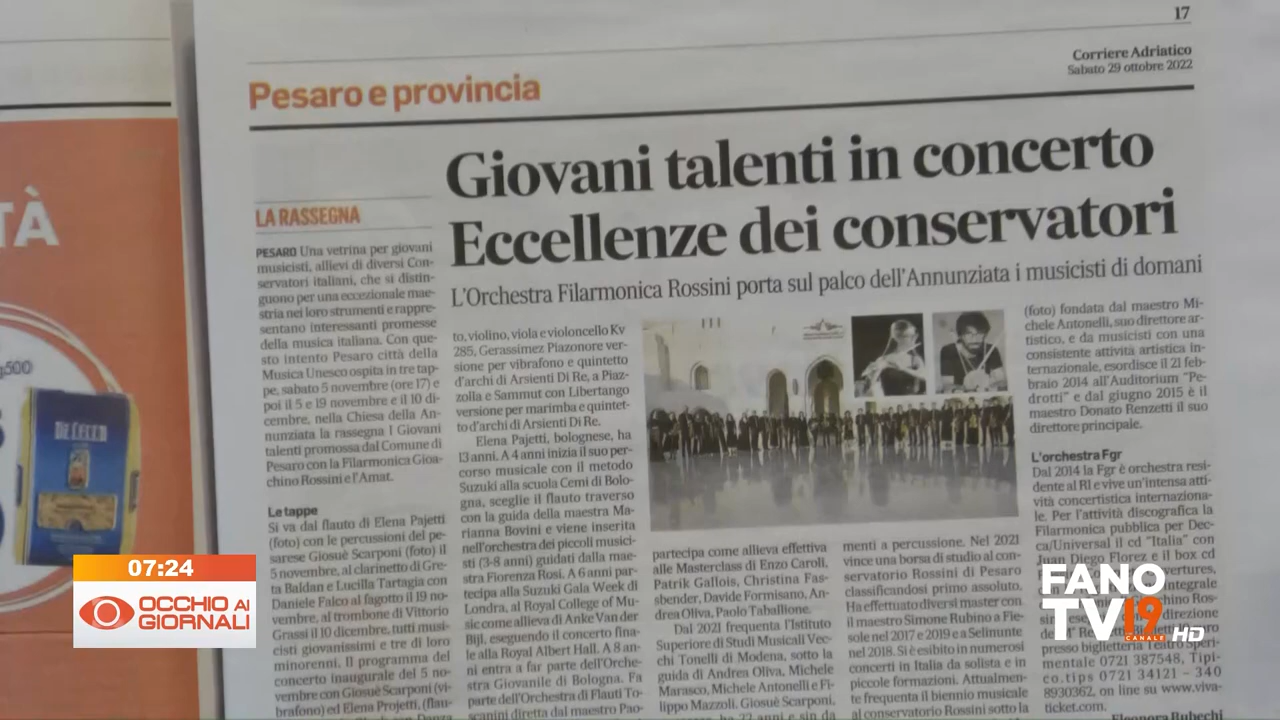 17
Corriere Adriatico
Sabato 29 ottobre 2022
Pesaro e provincia
TÀ
g500
DE CECCO
Giovani talenti in concerto
Eccellenze dei conservatori
L'Orchestra Filarmonica Rossini porta sul palco dell'Annunziata i musicisti di domani
LA RASSEGNA
PESARO Una vetrina per giovani
musicisti, allievi di diversi Con-
servatori italiani, che si distin-
guono per una eccezionale mae-
stria nei loro strumenti e rappre-
sentano interessanti promesse
della musica italiana. Con que-
sto intento Pesaro città della
Musica Unesco ospita in tre tap-
pe, sabato 5 novembre (ore 17) e
poi il 5 e 19 novembre e il 10 di-
cembre, nella Chiesa della An-
nunziata la rassegna I Giovani
talenti promossa dal Comune di
Pesaro con la Filarmonica Gioa-
chino Rossini e l'Amat.
Le tappe
Si va dal flauto di Elena Pajetti
(foto) con le percussioni del pe-
sarese Giosuè Scarponi (foto) il
5 novembre, al clarinetto di Gre-
ta Baldan e Lucilla Tartagia con
Daniele Falco al fagotto il 19 no-
vembre, al trombone di Vittorio
Grassi il 10 dicembre, tutti musi-
cisti giovanissimi e tre di loro
minorenni. Il programma del
concerto inaugurale del 5 no-
vembre con Giosuè Scarponi (vi-
brafono) ed Elena Projetti, (flau-
to, violino, viola e violoncello Kv
285, Gerassimez Piazonore ver-
sione per vibrafono e quintetto
d'archi di Arsienti Di Re, a Piaz-
zolla e Sammut con Libertango
versione per marimba e quintet-
to d'archi di Arsienti Di Re.
Elena Pajetti, bolognese, ha
13 anni. A 4 anni inizia il suo per-
corso musicale con il metodo
Suzuki alla scuola Cemi di Bolo-
gna, sceglie il flauto traverso
con la guida della maestra Ma-
rianna Bovini e viene inserita
nell'orchestra dei piccoli musici-
sti (3-8 anni) guidati dalla mae-
stra Fiorenza Rosi. A 6 anni par-
tecipa alla Suzuki Gala Week di
Londra, al Royal College of Mu-
sic come allieva di Anke Van der
Bijl, eseguendo il concerto fina-
le alla Royal Albert Hall. A 8 an-
ni entra a far parte dell'Orche-
stra Giovanile di Bologna. Fa
parte dell'Orchestra di Flauti To-
scanini diretta dal maestro Pao-
partecipa come allieva effettiva
alle Masterclass di Enzo Caroli,
Patrik Gallois, Christina Fas-
sbender, Davide Formisano, An-
drea Oliva, Paolo Taballione.
Dal 2021 frequenta l'Istituto
Superiore di Studi Musicali Vec-
chi Tonelli di Modena, sotto la
guida di Andrea Oliva, Michele
Marasco, Michele Antonelli e Fi-
lippo Mazzoli. Giosuè Scarponi,
ha 22 anni e sin da
menti a percussione. Nel 2021
vince una borsa di studio al con-
servatorio Rossini di Pesaro
classificandosi primo assoluto.
Ha effettuato diversi master con
il maestro Simone Rubino a Fie-
sole nel 2017 e 2019 e a Selimunte
nel 2018. Si è esibito in numerosi
concerti in Italia da solista e in
piccole formazioni. Attualmen-
te frequenta il biennio musicale
al conservatorio Rossini sotto la
(foto) fondata dal maestro Mi-
chele Antonelli, suo direttore ar-
tistico, e da musicisti con una
consistente attività artistica in-
ternazionale, esordisce il 21 feb-
braio 2014 all'Auditorium "Pe-
drotti" e dal giugno 2015 è il
maestro Donato Renzetti il suo
direttore principale.
L'orchestra Fgr
Dal 2014 la Fgr è orchestra resi-
dente al RI e vive un'intensa atti-
vità concertistica internaziona-
le. Per l'attività discografica la
Filarmonica pubblica per Dec-
ca/Universal il cd "Italia" con
Juan Diego Florez e il box cd
vertures,
integrale
chino Ros-
direzione
presso biglietteria Teatro Speri-
mentale 0721 387548, Tipi-
co.tips 0721 34121 - 340
8930362, on line su www.viva-
ticket.com.
Eleonora Rubechi
07:24
OCCHIO AI
GIORNALI
FANO
TV19
CANALE
HD